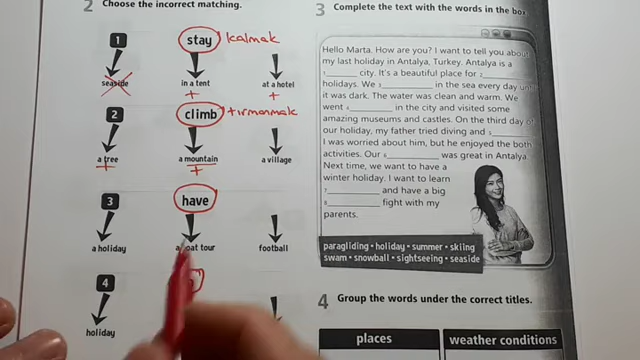 2 Choose the incorrect matching.
1 stay kalmak
seaside in a tent at a hotel
+ +
2 climb tırmanmak
a tree a mountain a village
+ +
3 have
a holiday a boat tour football
4
holiday
3 Complete the text with the words in the box.
Hello Marta. How are you? I want to tell you about
my last holiday in Antalya, Turkey. Antalya is a
1__________ city. It's a beautiful place for 2__________
holidays. We 3__________ in the sea every day until
it was dark. The water was clean and warm. We
went 4__________ in the city and visited some
amazing museums and castles. On the third day of
our holiday, my father tried diving and 5__________
I was worried about him, but he enjoyed the both
activities. Our 6__________ was great in Antalya
Next time, we want to have a
winter holiday. I want to learn
7__________ and have a big
8__________ fight with my
parents.
paragliding • holiday • summer • skiing
swam • snowball • sightseeing • seaside
4 Group the words under the correct titles.
places weather conditions